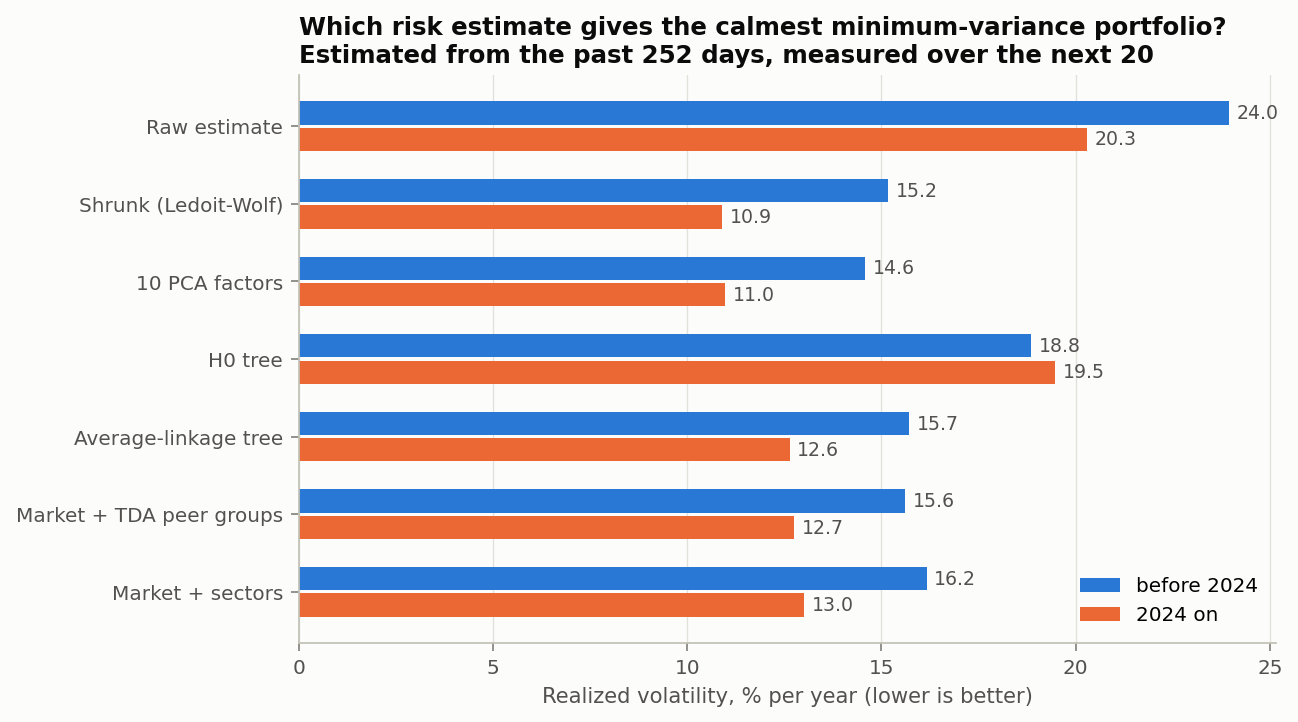 Which risk estimate gives the calmest minimum-variance portfolio?
Estimated from the past 252 days, measured over the next 20
Raw estimate
24.0
20.3
Shrunk (Ledoit-Wolf)
15.2
10.9
10 PCA factors
14.6
11.0
H0 tree
18.8
19.5
Average-linkage tree
15.7
12.6
Market + TDA peer groups
15.6
12.7
Market + sectors
16.2
13.0
before 2024
2024 on
0 5 10 15 20 25
Realized volatility, % per year (lower is better)